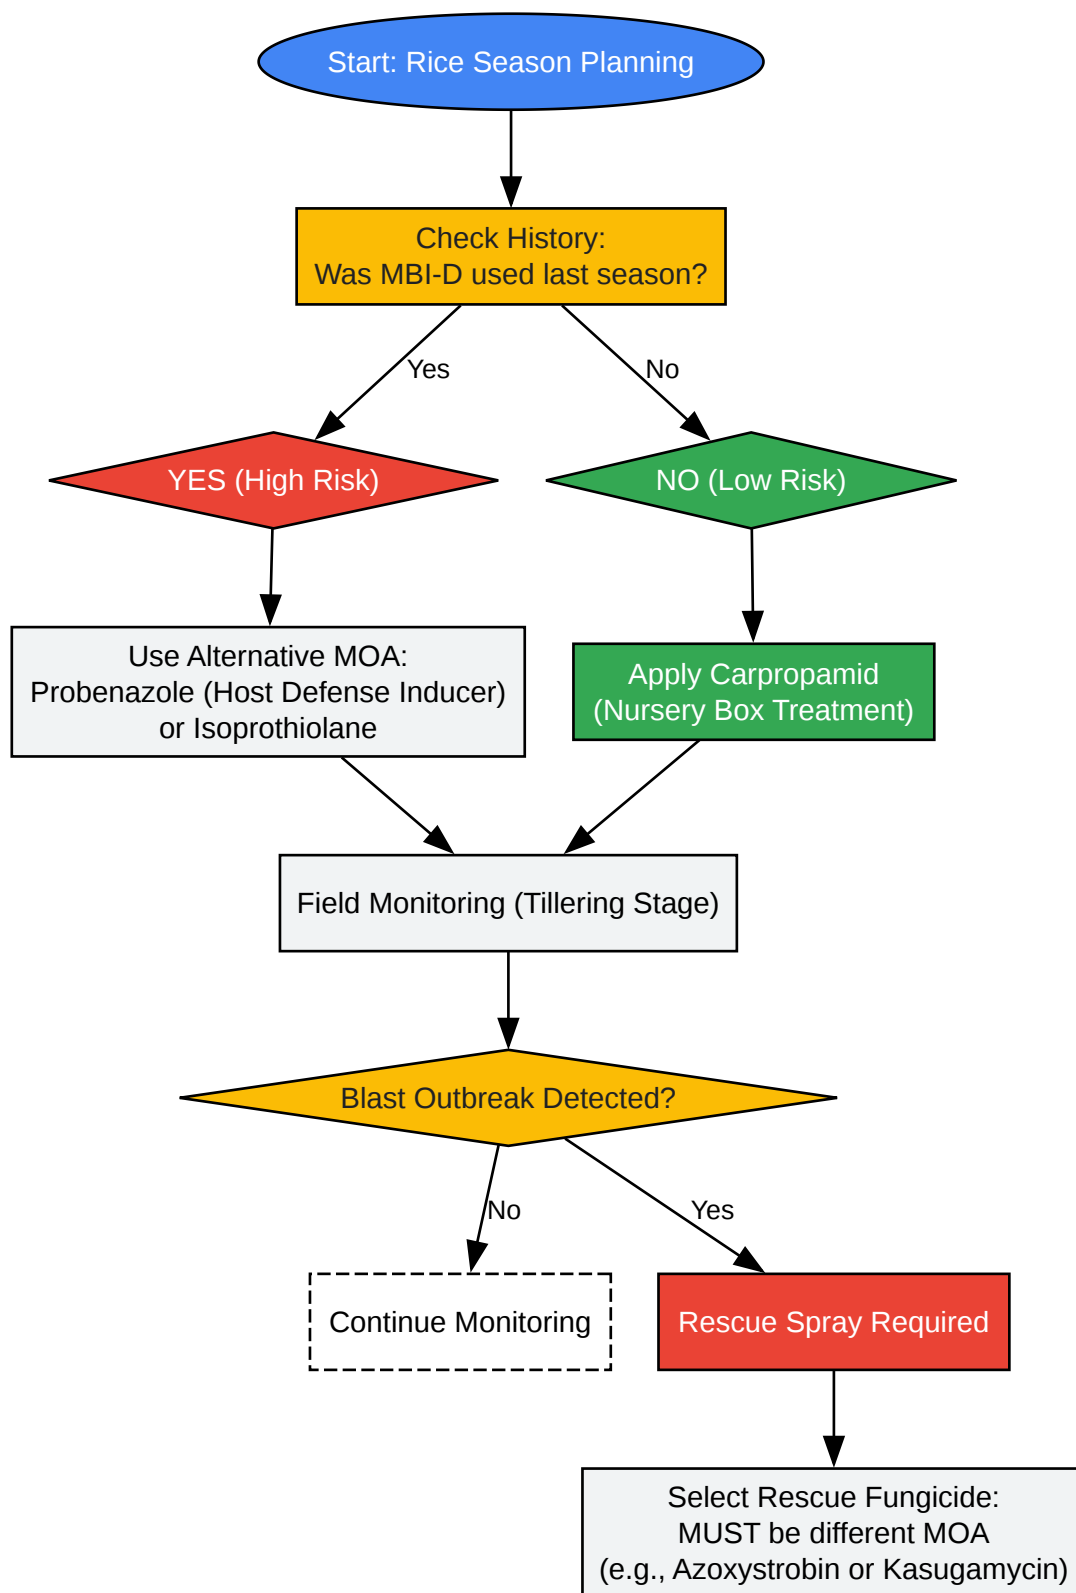 Start: Rice Season Planning
Check History:
Was MBI-D used last season?
Yes
No
YES (High Risk)
NO (Low Risk)
Use Alternative MOA:
Probenazole (Host Defense Inducer)
or Isoprothiolane
Apply Carpropamid
(Nursery Box Treatment)
Field Monitoring (Tillering Stage)
Blast Outbreak Detected?
No
Yes
Continue Monitoring
Rescue Spray Required
Select Rescue Fungicide:
MUST be different MOA
(e.g., Azoxystrobin or Kasugamycin)